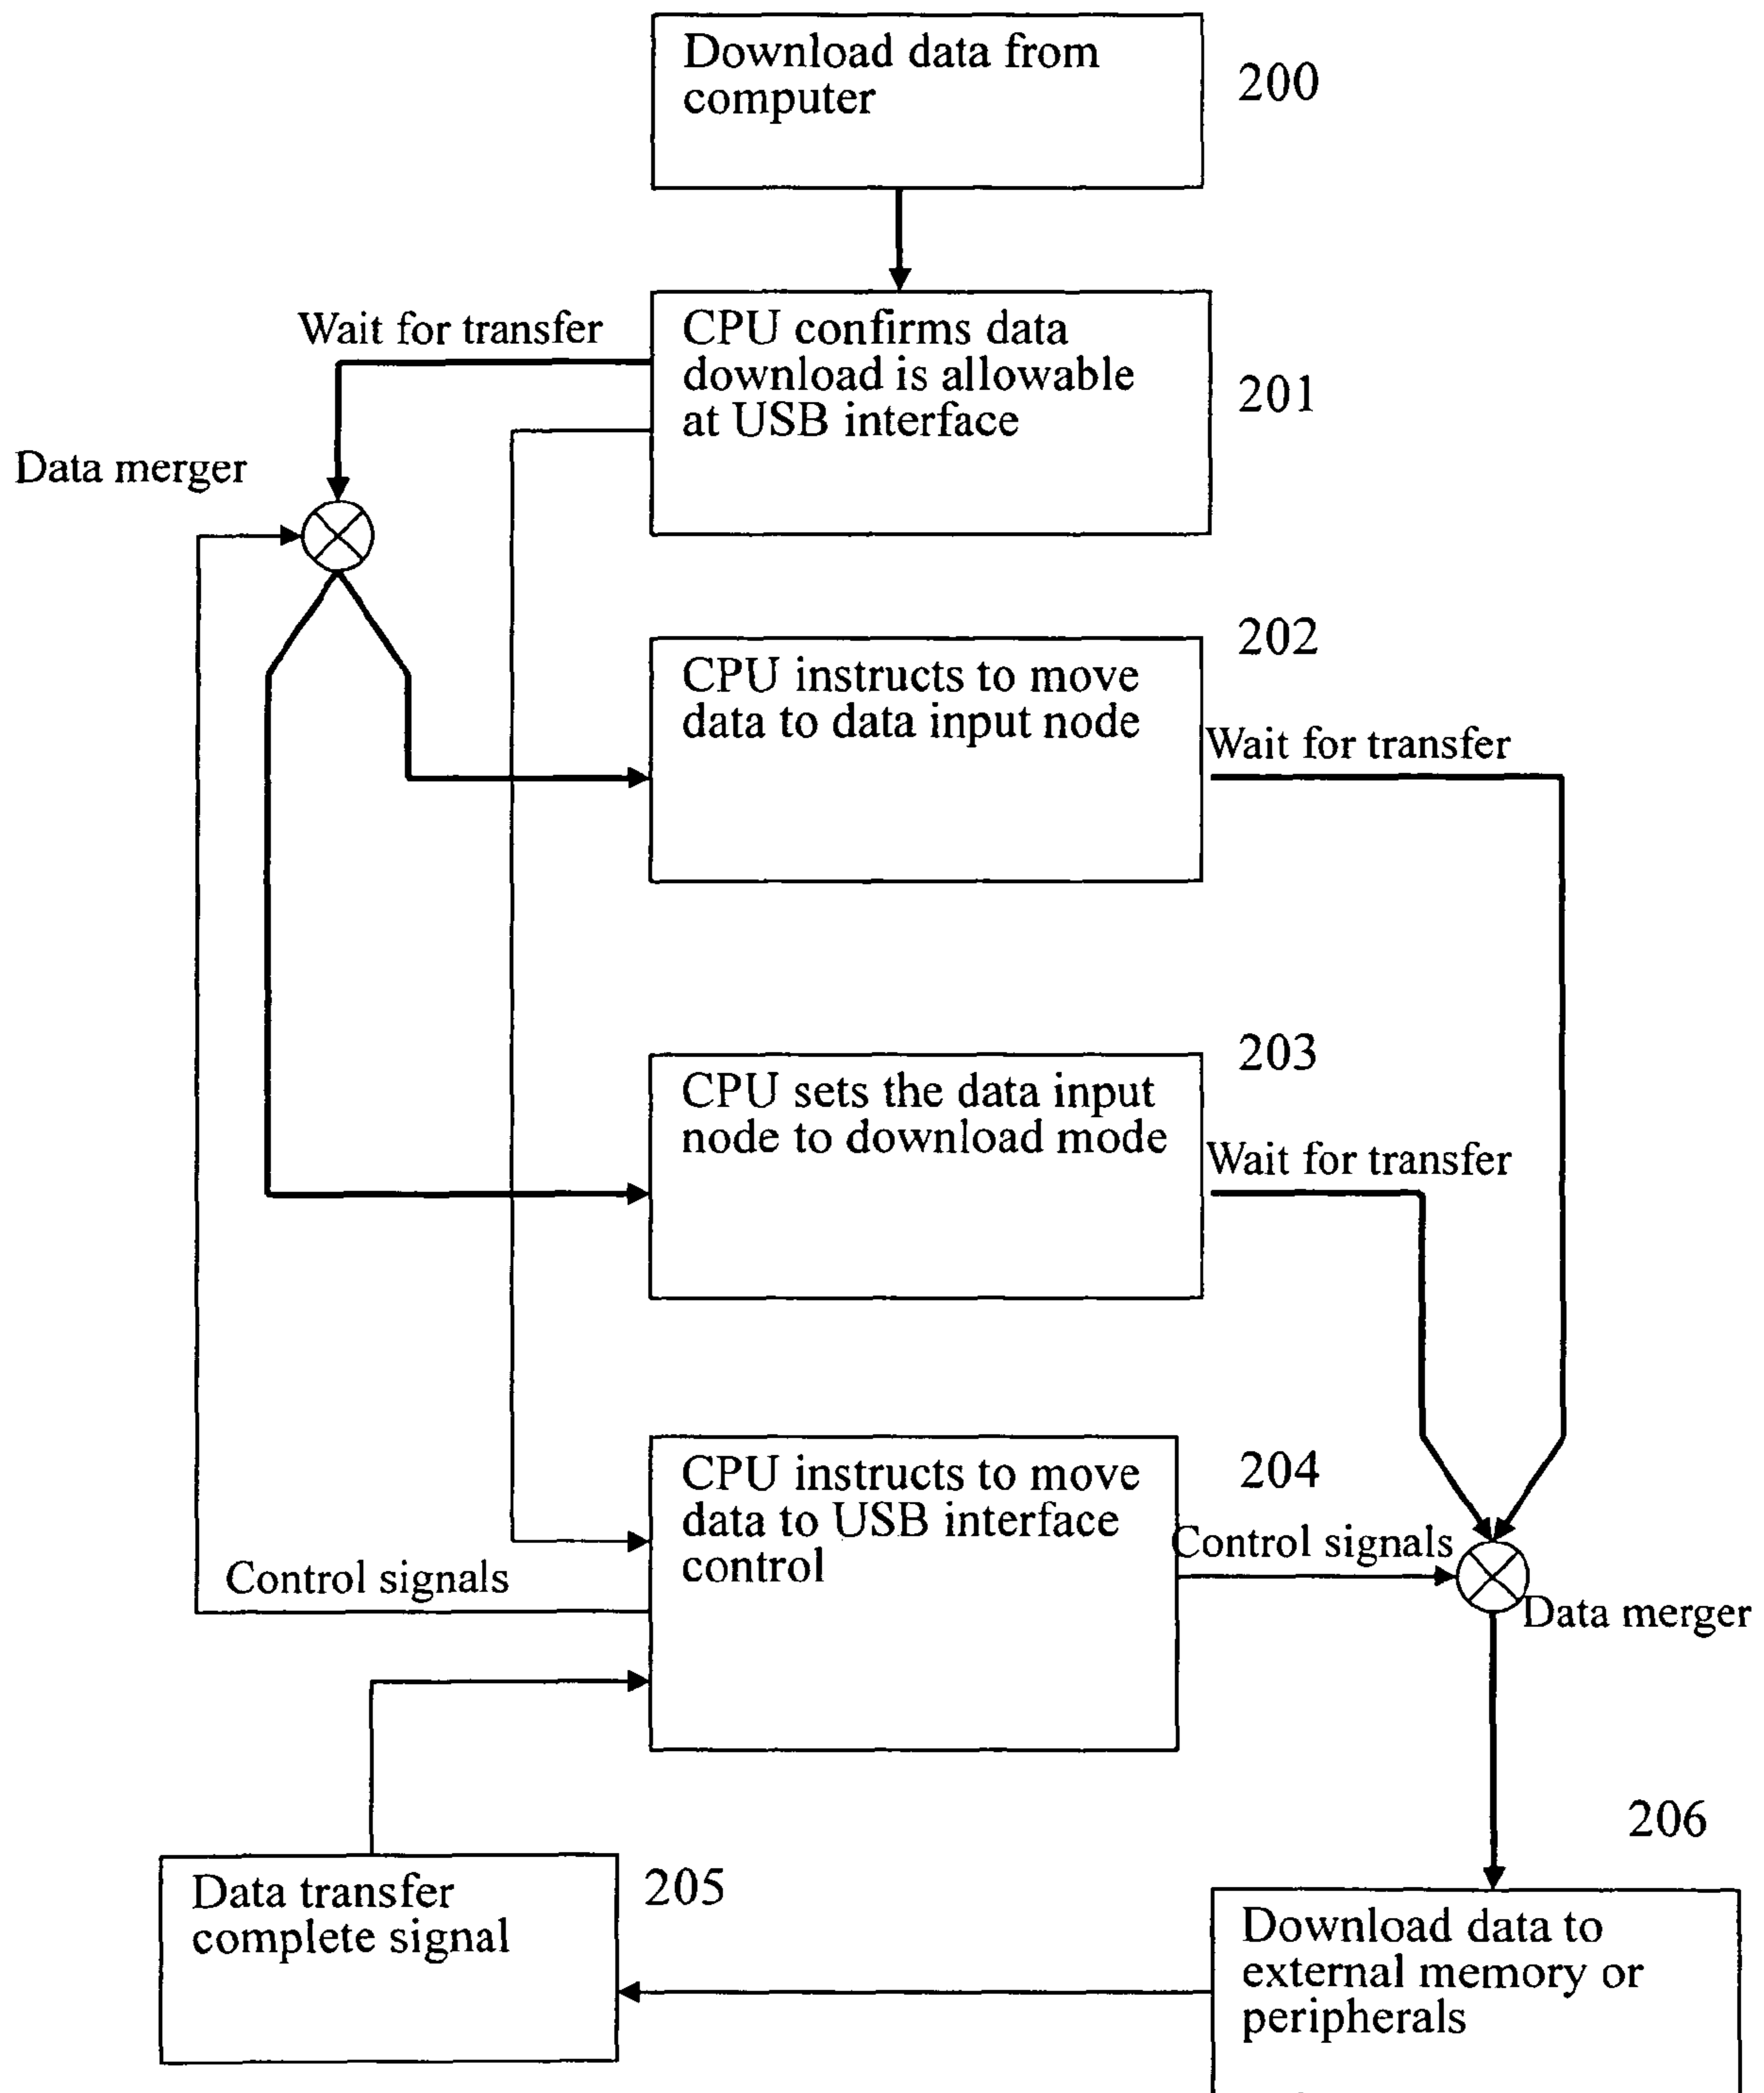 Download data from
computer
200
Wait for transfer
CPU confirms data
download is allowable
at USB interface
201
Data merger
202
CPU instructs to move
data to data input node
Wait for transfer
203
CPU sets the data input
node to download mode
Wait for transfer
204
CPU instructs to move
data to USB interface
control
Control signals
Control signals
Data merger
206
205
Data transfer
complete signal
Download data to
external memory or
peripherals